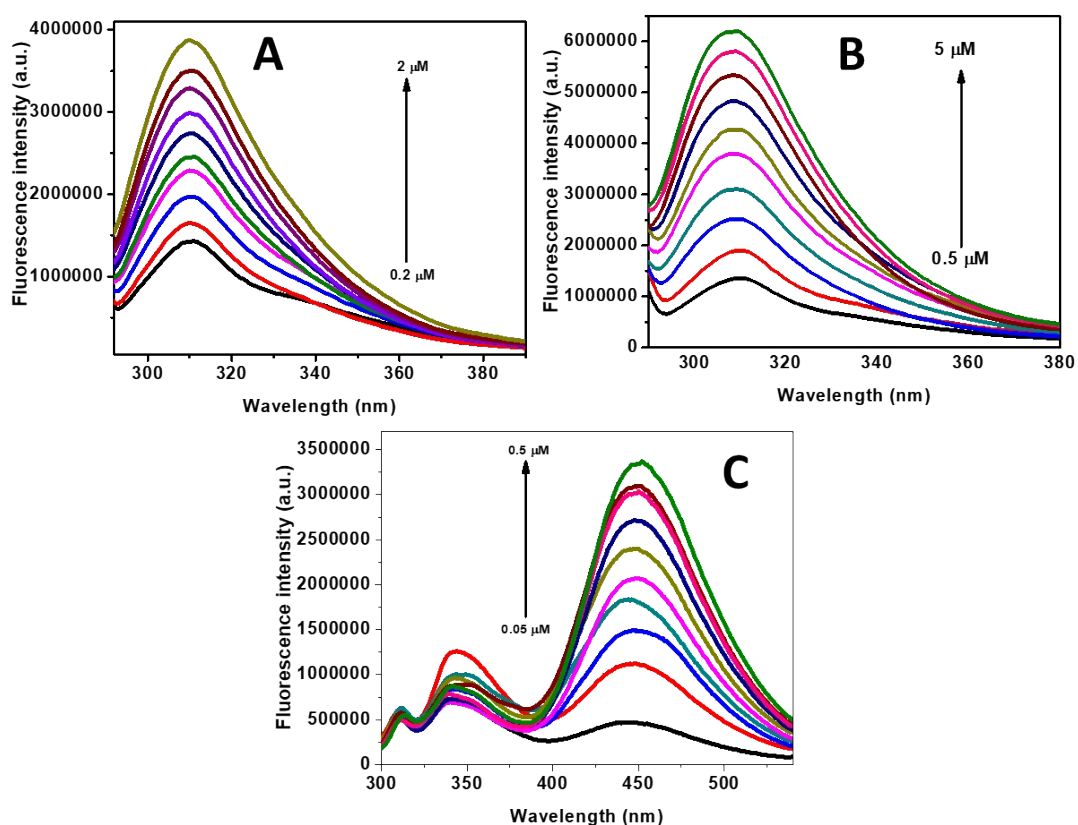 Fluorescence intensity (a.u.)
4000000
3000000
2000000
1000000
A
2 μM
0.2 μM
300 320 340 360 380
Wavelength (nm)
Fluorescence intensity (a.u.)
6000000
5000000
4000000
3000000
2000000
1000000
0
B
5 μM
0.5 μM
300 320 340 360 380
Wavelength (nm)
Fluorescence intensity (a.u.)
3500000
3000000
2500000
2000000
1500000
1000000
500000
0
C
0.5 μM
0.05 μM
300 350 400 450 500
Wavelength (nm)